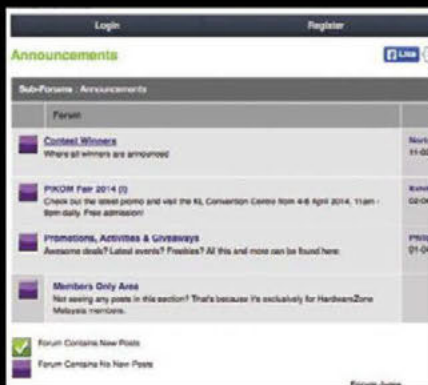 Login Register
Announcements Like
Sub-Forums : Announcements
Forum
Contest Winners
Where all winners are announced
11-02
PIKOM Fair 2014 (I)
Check out the latest promo and visit the KL Convention Centre from 4-6 April 2014, 11am -
9pm daily. Free admission!
Promotions, Activities & Giveaways
Awesome deals? Latest events? Freebies? All this and more can be found here.
Members Only Area
Not seeing any posts in this section? That's because it's exclusively for HardwareZone
Malaysia members.
Forum Contains New Posts
Forum Contains No New Posts